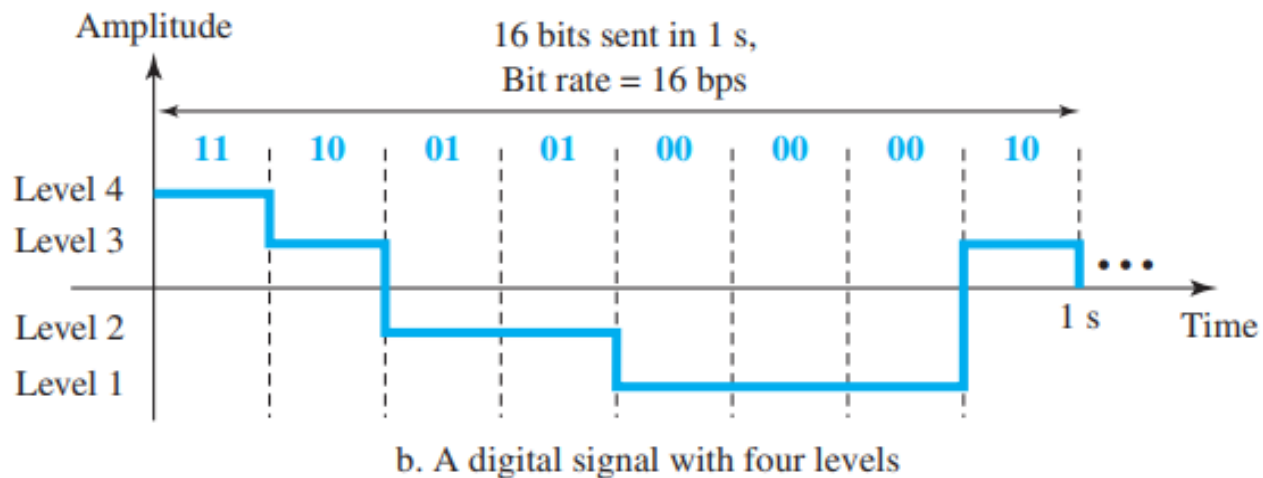 Amplitude
16 bits sent in 1 s,
Bit rate = 16 bps
11 10 01 01 00 00 00 10
Level 4
Level 3
•••
Level 2
1 s
Time
Level 1
b. A digital signal with four levels